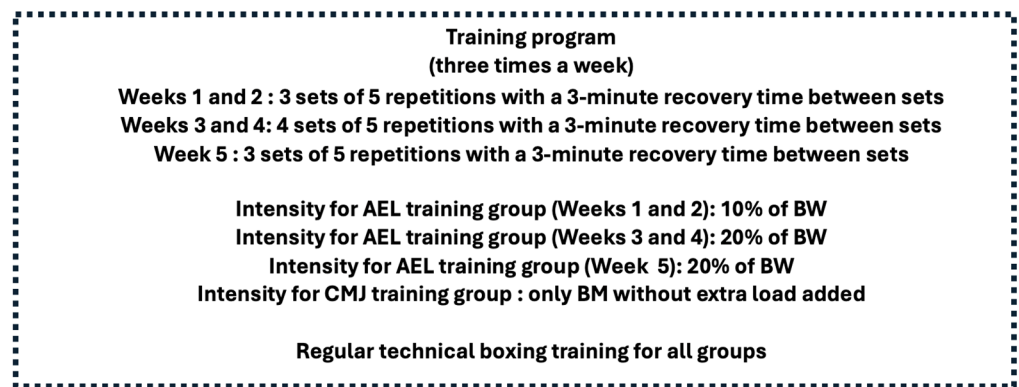 Training program
(three times a week)
Weeks 1 and 2 : 3 sets of 5 repetitions with a 3-minute recovery time between sets
Weeks 3 and 4: 4 sets of 5 repetitions with a 3-minute recovery time between sets
Week 5 : 3 sets of 5 repetitions with a 3-minute recovery time between sets
Intensity for AEL training group (Weeks 1 and 2): 10% of BW
Intensity for AEL training group (Weeks 3 and 4): 20% of BW
Intensity for AEL training group (Week 5): 20% of BW
Intensity for CMJ training group : only BM without extra load added
Regular technical boxing training for all groups